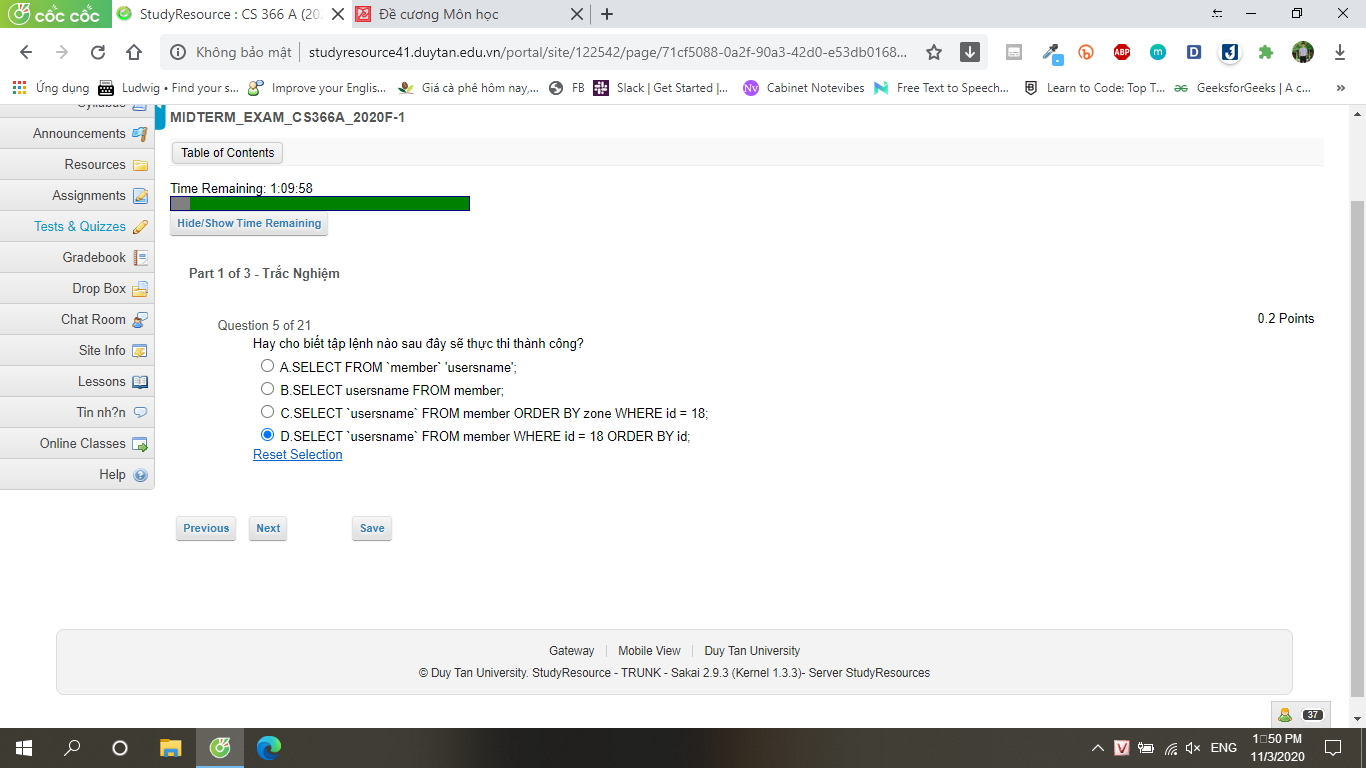 cốc cốc
StudyResource : CS 366 A (20
Đề cương Môn học
Không bảo mật
studyresource41.duytan.edu.vn/portal/site/122542/page/71cf5088-0a2f-90a3-42d0-e53db0168...
Ứng dụng
Ludwig • Find your s...
Improve your Englis...
Giá cà phê hôm nay,...
FB
Slack | Get Started |...
Cabinet Notevibes
Free Text to Speech...
Learn to Code: Top T...
GeeksforGeeks | A c...
»
Syllabus
Announcements
Resources
Assignments
Tests & Quizzes
Gradebook
Drop Box
Chat Room
Site Info
Lessons
Tin nh?n
Online Classes
Help
MIDTERM_EXAM_CS366A_2020F-1
Table of Contents
Time Remaining: 1:09:58
Hide/Show Time Remaining
Part 1 of 3 - Trắc Nghiệm
Question 5 of 21
0.2 Points
Hay cho biết tập lệnh nào sau đây sẽ thực thi thành công?
A.SELECT FROM `member` 'usersname';
B.SELECT usersname FROM member;
C.SELECT `usersname` FROM member ORDER BY zone WHERE id = 18;
D.SELECT `usersname` FROM member WHERE id = 18 ORDER BY id;
Reset Selection
Previous
Next
Save
Gateway
Mobile View
Duy Tan University
© Duy Tan University. StudyResource - TRUNK - Sakai 2.9.3 (Kernel 1.3.3)- Server StudyResources
37
ENG
1:50 PM
11/3/2020